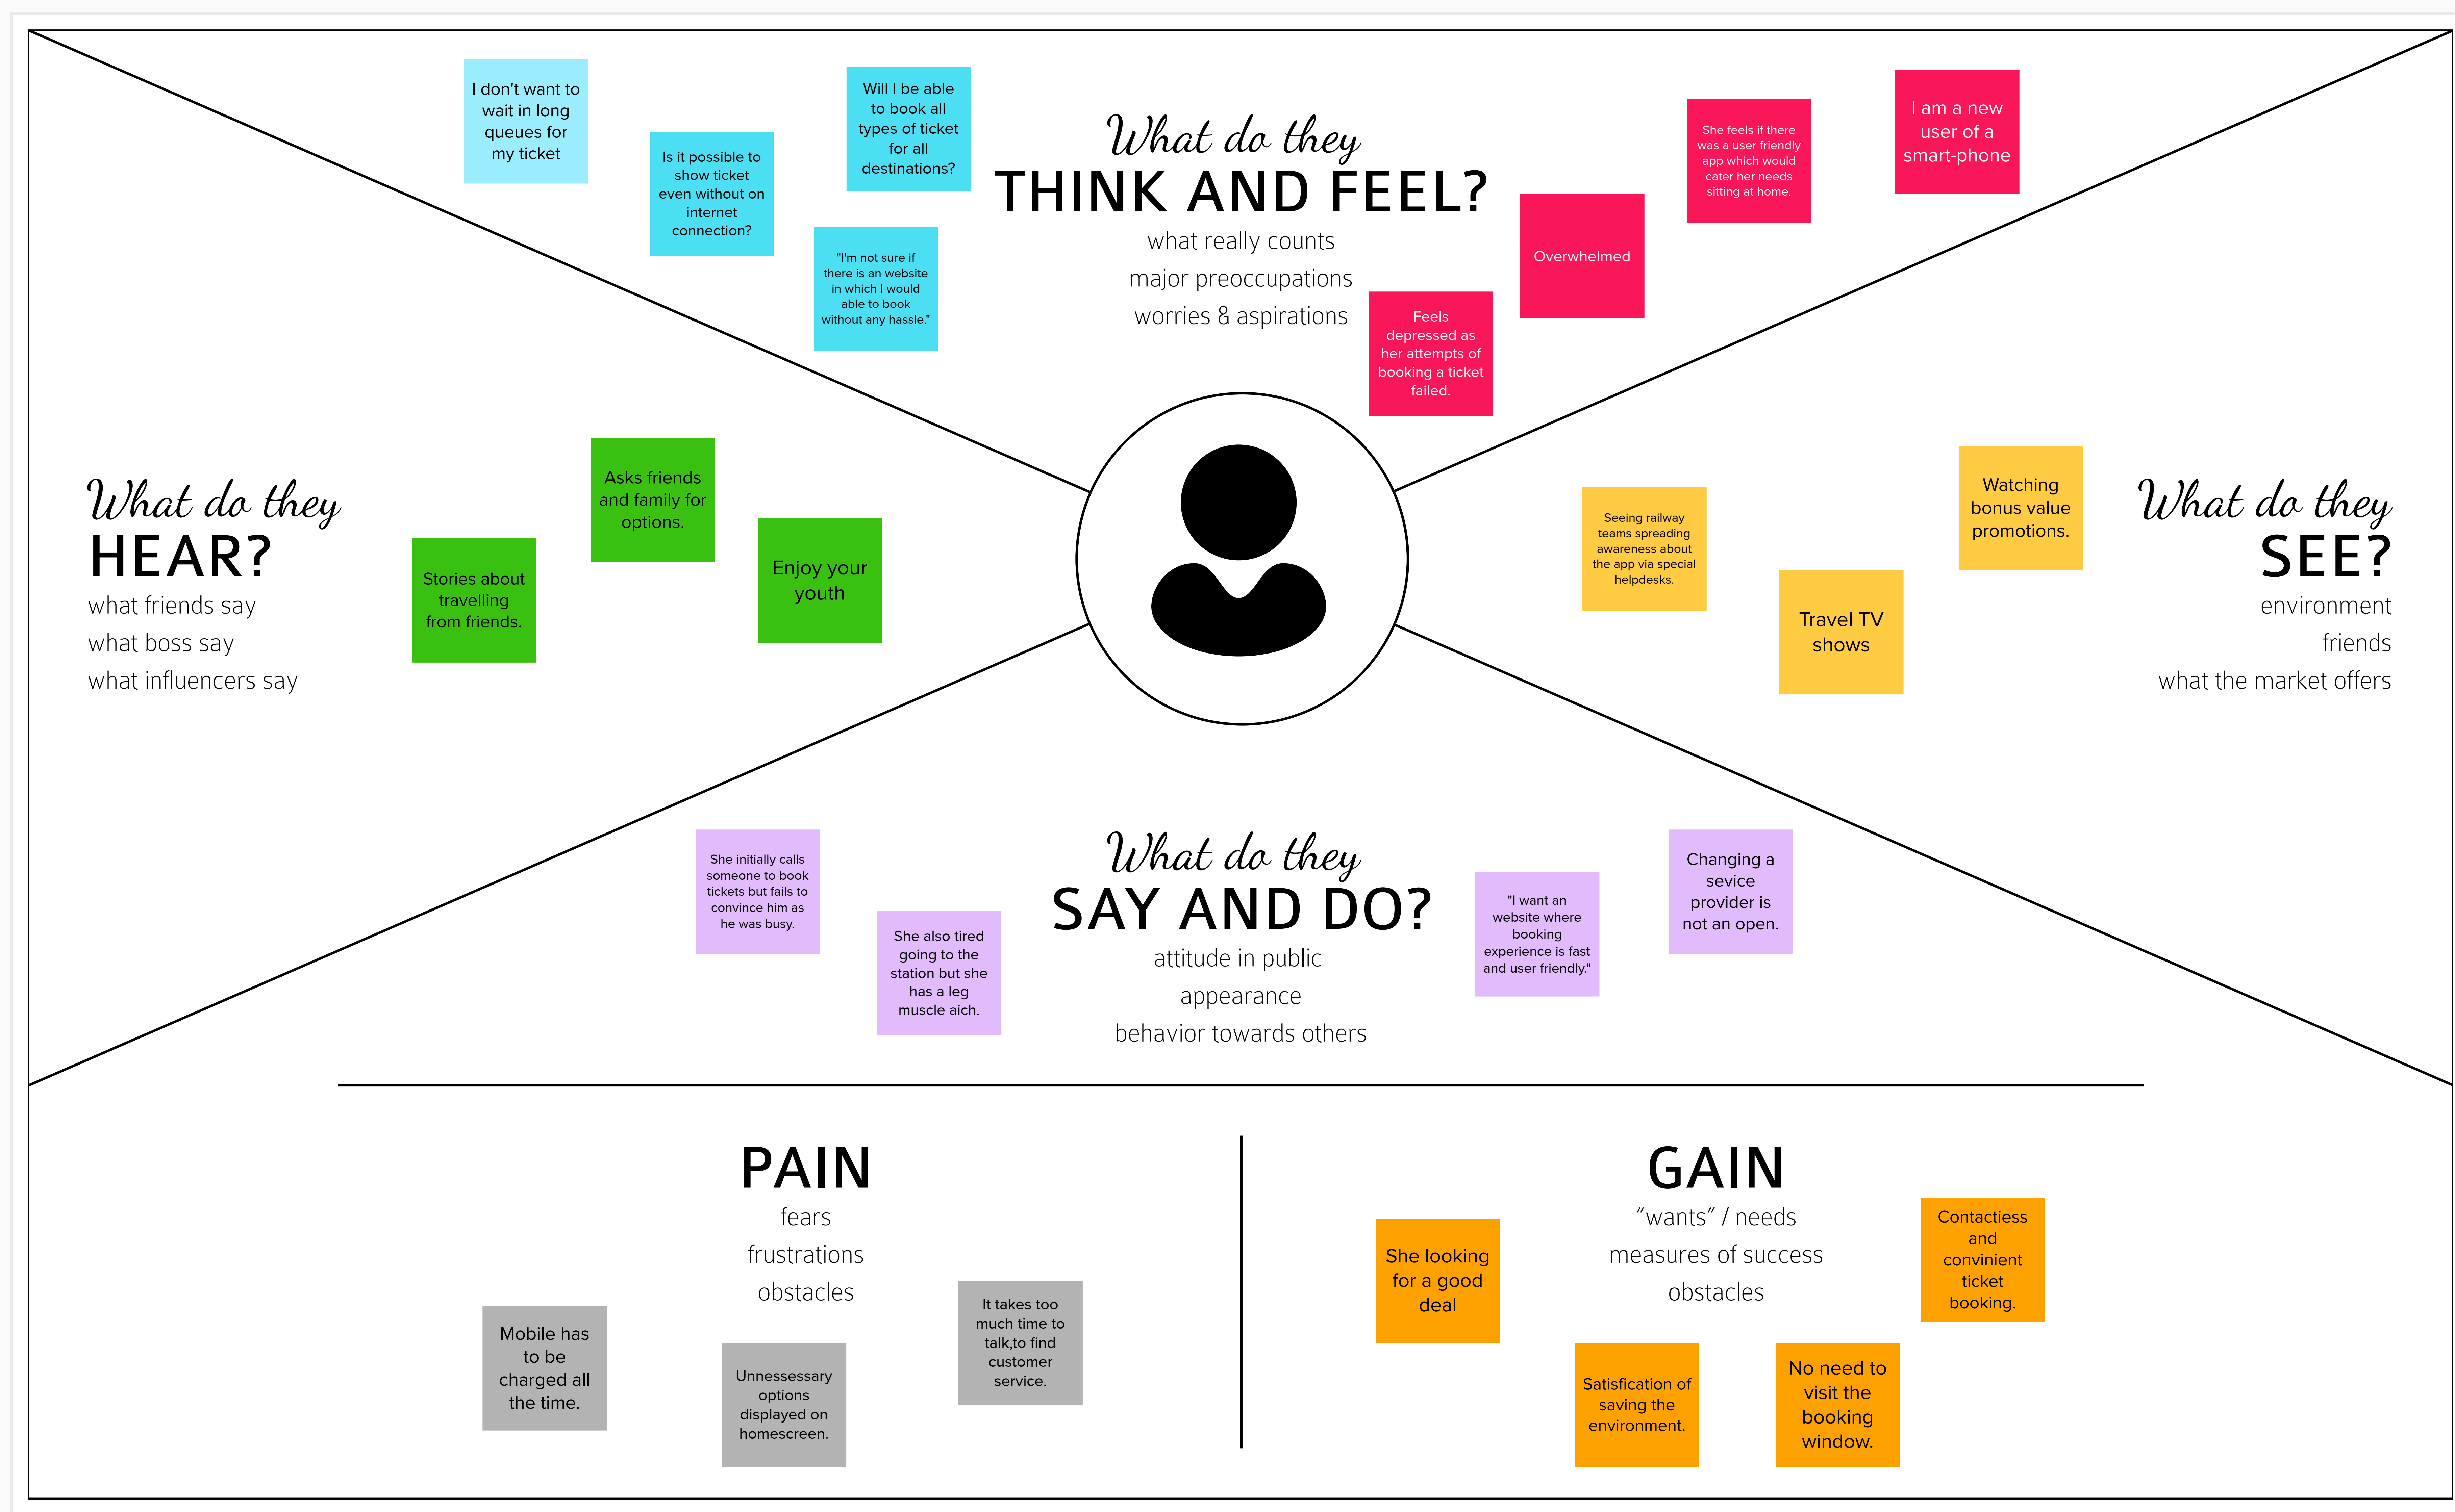 I don't want to
wait in long
queues for
my ticket
Is it possible to
show ticket
even without on
internet
connection?
Will I be able
to book all
types of ticket
for all
destinations?
"I'm not sure if
there is an website
in which I would
able to book
without any hassle."
What do they
THINK AND FEEL?
what really counts
major preoccupations
worries & aspirations
Feels
depressed as
her attempts of
booking a ticket
failed.
Overwhelmed
She feels if there
was a user friendly
app which would
cater her needs
sitting at home.
I am a new
user of a
smart-phone
What do they
HEAR?
what friends say
what boss say
what influencers say
Stories about
travelling
from friends.
Asks friends
and family for
options.
Enjoy your
youth
Seeing railway
teams spreading
awareness about
the app via special
helpdesks.
Travel TV
shows
Watching
bonus value
promotions.
What do they
SEE?
environment
friends
what the market offers
She initially calls
someone to book
tickets but fails to
convince him as
he was busy.
She also tired
going to the
station but she
has a leg
muscle aich.
What do they
SAY AND DO?
attitude in public
appearance
behavior towards others
"I want an
website where
booking
experience is fast
and user friendly."
Changing a
sevice
provider is
not an open.
PAIN
fears
frustrations
obstacles
Mobile has
to be
charged all
the time.
Unnessessary
options
displayed on
homescreen.
It takes too
much time to
talk,to find
customer
service.
GAIN
“wants” / needs
measures of success
obstacles
She looking
for a good
deal
Satisfication of
saving the
environment.
No need to
visit the
booking
window.
Contactiess
and
convinient
ticket
booking.